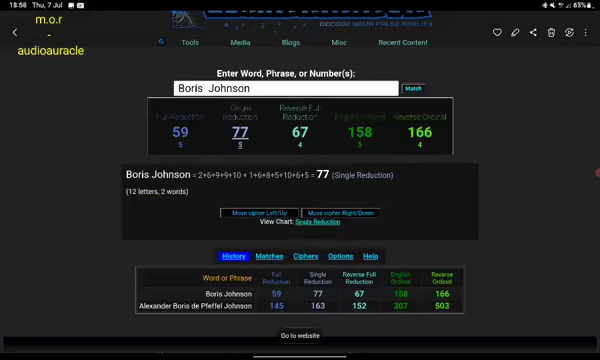 18:56 Thu, 7 Jul 65%
m.o.r
-
audioauracle
DECODE YOUR FALSE REALITY
G Tools Media Blogs Misc Recent Content
Enter Word, Phrase, or Number(s):
Boris Johnson Match
Full Reduction Single Reduction Reverse Full Reduction English Ordinal Reverse Ordinal
59 77 67 158 166
5 5 4 5 4
Boris Johnson = 2+6+9+9+10 + 1+6+8+5+10+6+5 = 77 (Single Reduction)
(12 letters, 2 words)
Move cipher Left/Up Move cipher Right/Down
View Chart: Single Reduction
History Matches Ciphers Options Help
Word or Phrase Full Reduction Single Reduction Reverse Full Reduction English Ordinal Reverse Ordinal
Boris Johnson 59 77 67 158 166
Alexander Boris de Pfeffel Johnson 145 163 152 307 503
Go to website